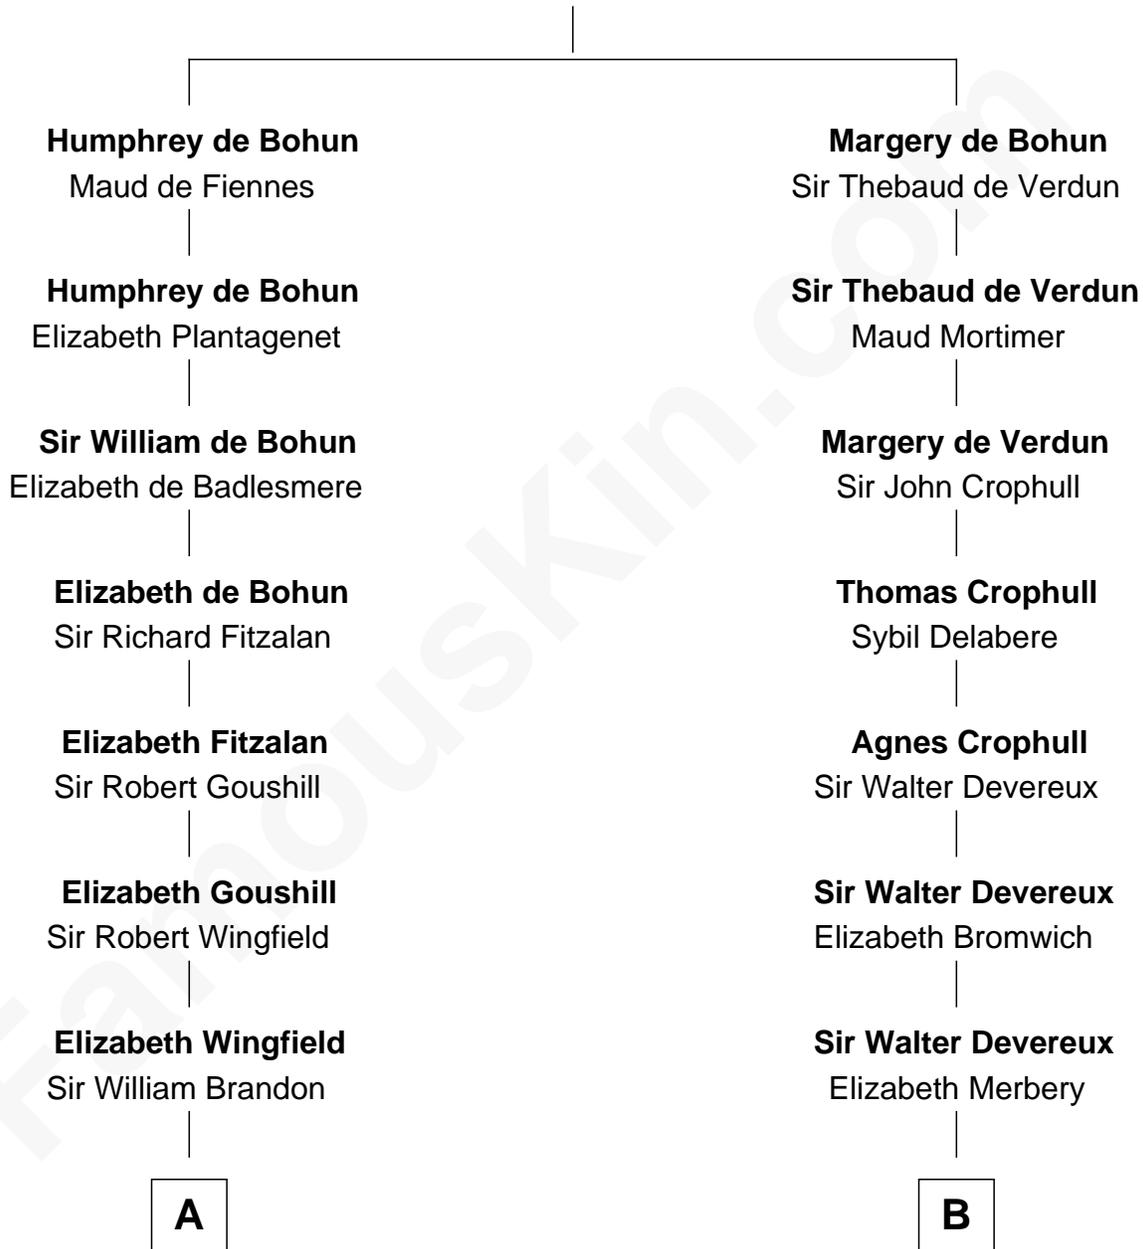 Humphrey de Bohun
Maud de Fiennes
Humphrey de Bohun
Elizabeth Plantagenet
Sir William de Bohun
Elizabeth de Badlesmere
Elizabeth de Bohun
Sir Richard Fitzalan
Elizabeth Fitzalan
Sir Robert Goushill
Elizabeth Goushill
Sir Robert Wingfield
Elizabeth Wingfield
Sir William Brandon
A
Margery de Bohun
Sir Thebaud de Verdun
Sir Thebaud de Verdun
Maud Mortimer
Margery de Verdun
Sir John Crophull
Thomas Crophull
Sybil Delabere
Agnes Crophull
Sir Walter Devereux
Sir Walter Devereux
Elizabeth Bromwich
Sir Walter Devereux
Elizabeth Merbery
B
FamousKin.com